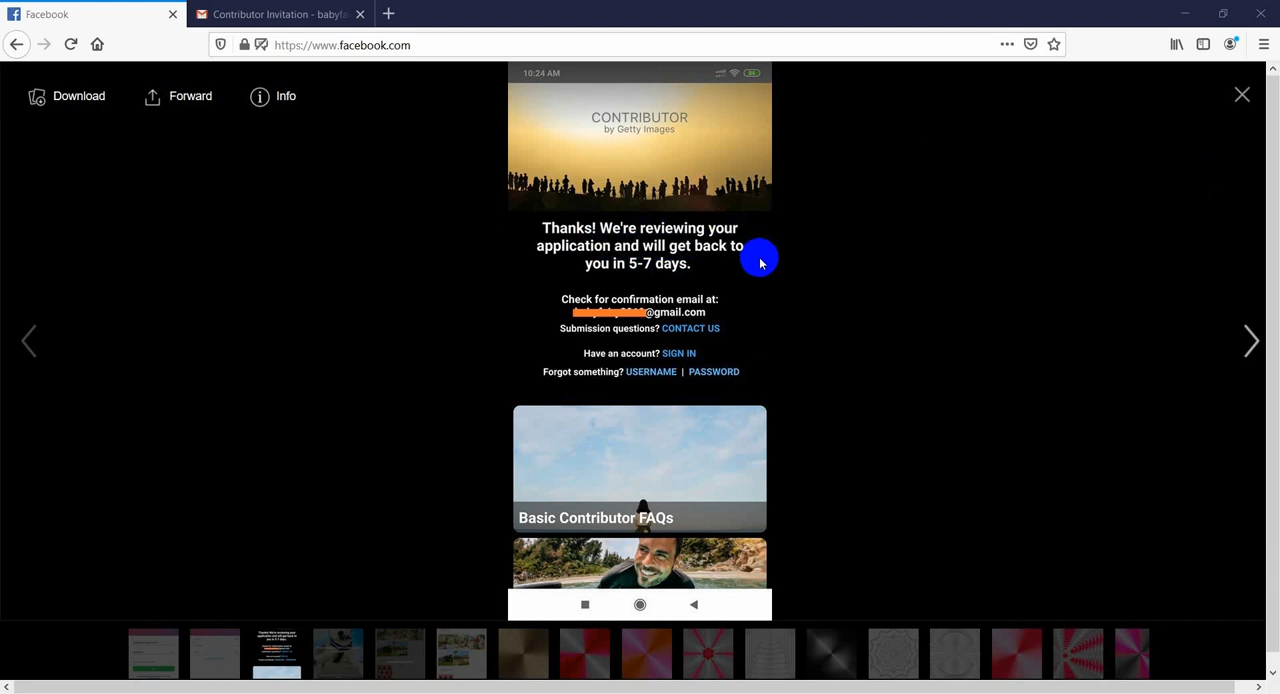 Facebook
Contributor Invitation - babyfa
https://www.facebook.com
Download
Forward
Info
10:24 AM
CONTRIBUTOR
by Getty Images
Thanks! We're reviewing your
application and will get back to
you in 5-7 days.
Check for confirmation email at:
@gmail.com
Submission questions? CONTACT US
Have an account? SIGN IN
Forgot something? USERNAME | PASSWORD
Basic Contributor FAQs